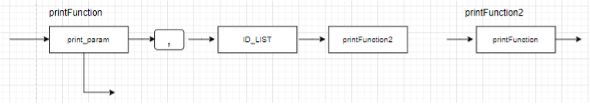 printFunction
printFunction2
print_param
,
ID_LIST
printFunction2
printFunction